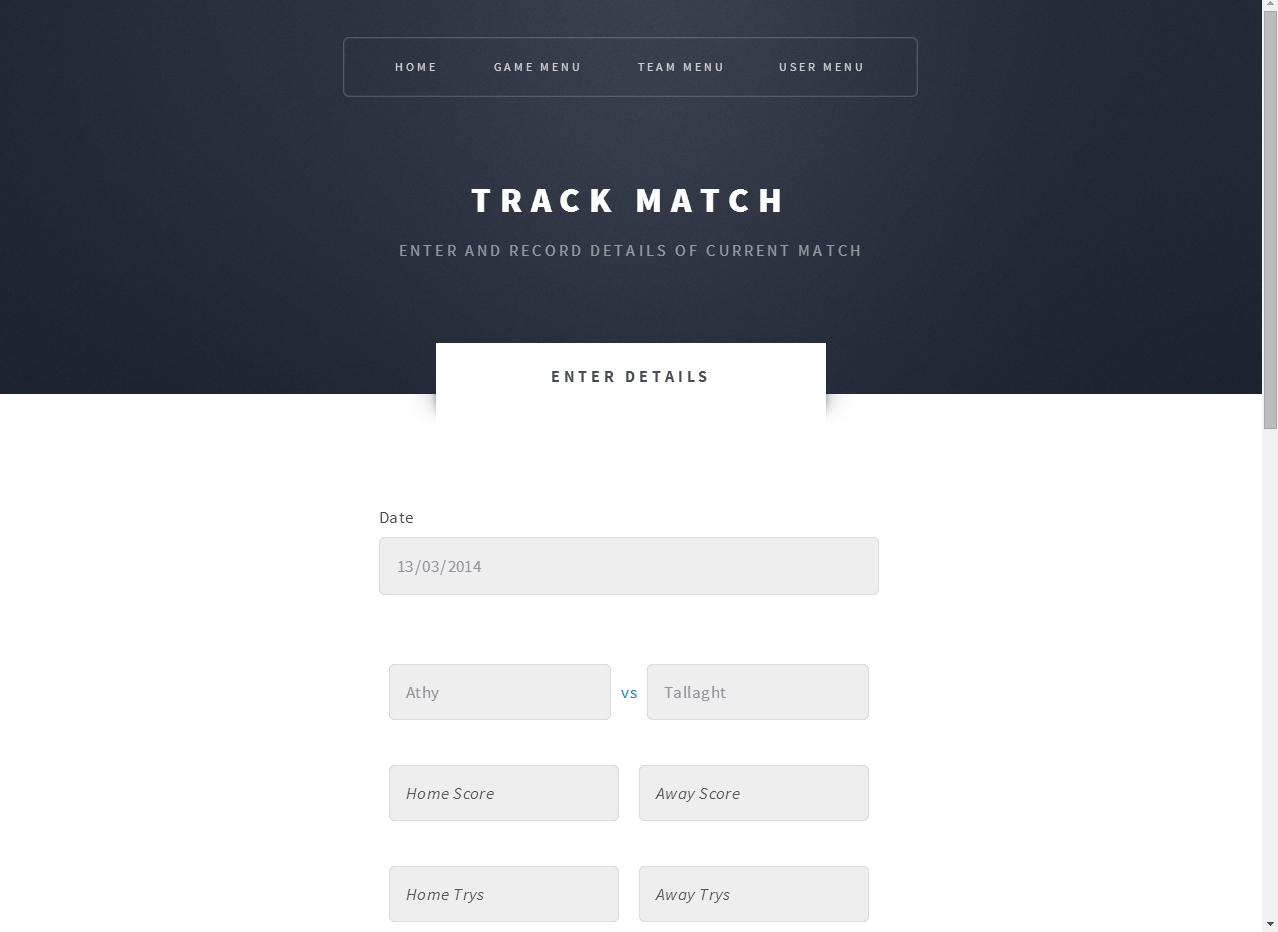 HOME GAME MENU TEAM MENU USER MENU
TRACK MATCH
ENTER AND RECORD DETAILS OF CURRENT MATCH
ENTER DETAILS
Date
13/03/2014
Athy vs Tallaght
Home Score Away Score
Home Trys Away Trys